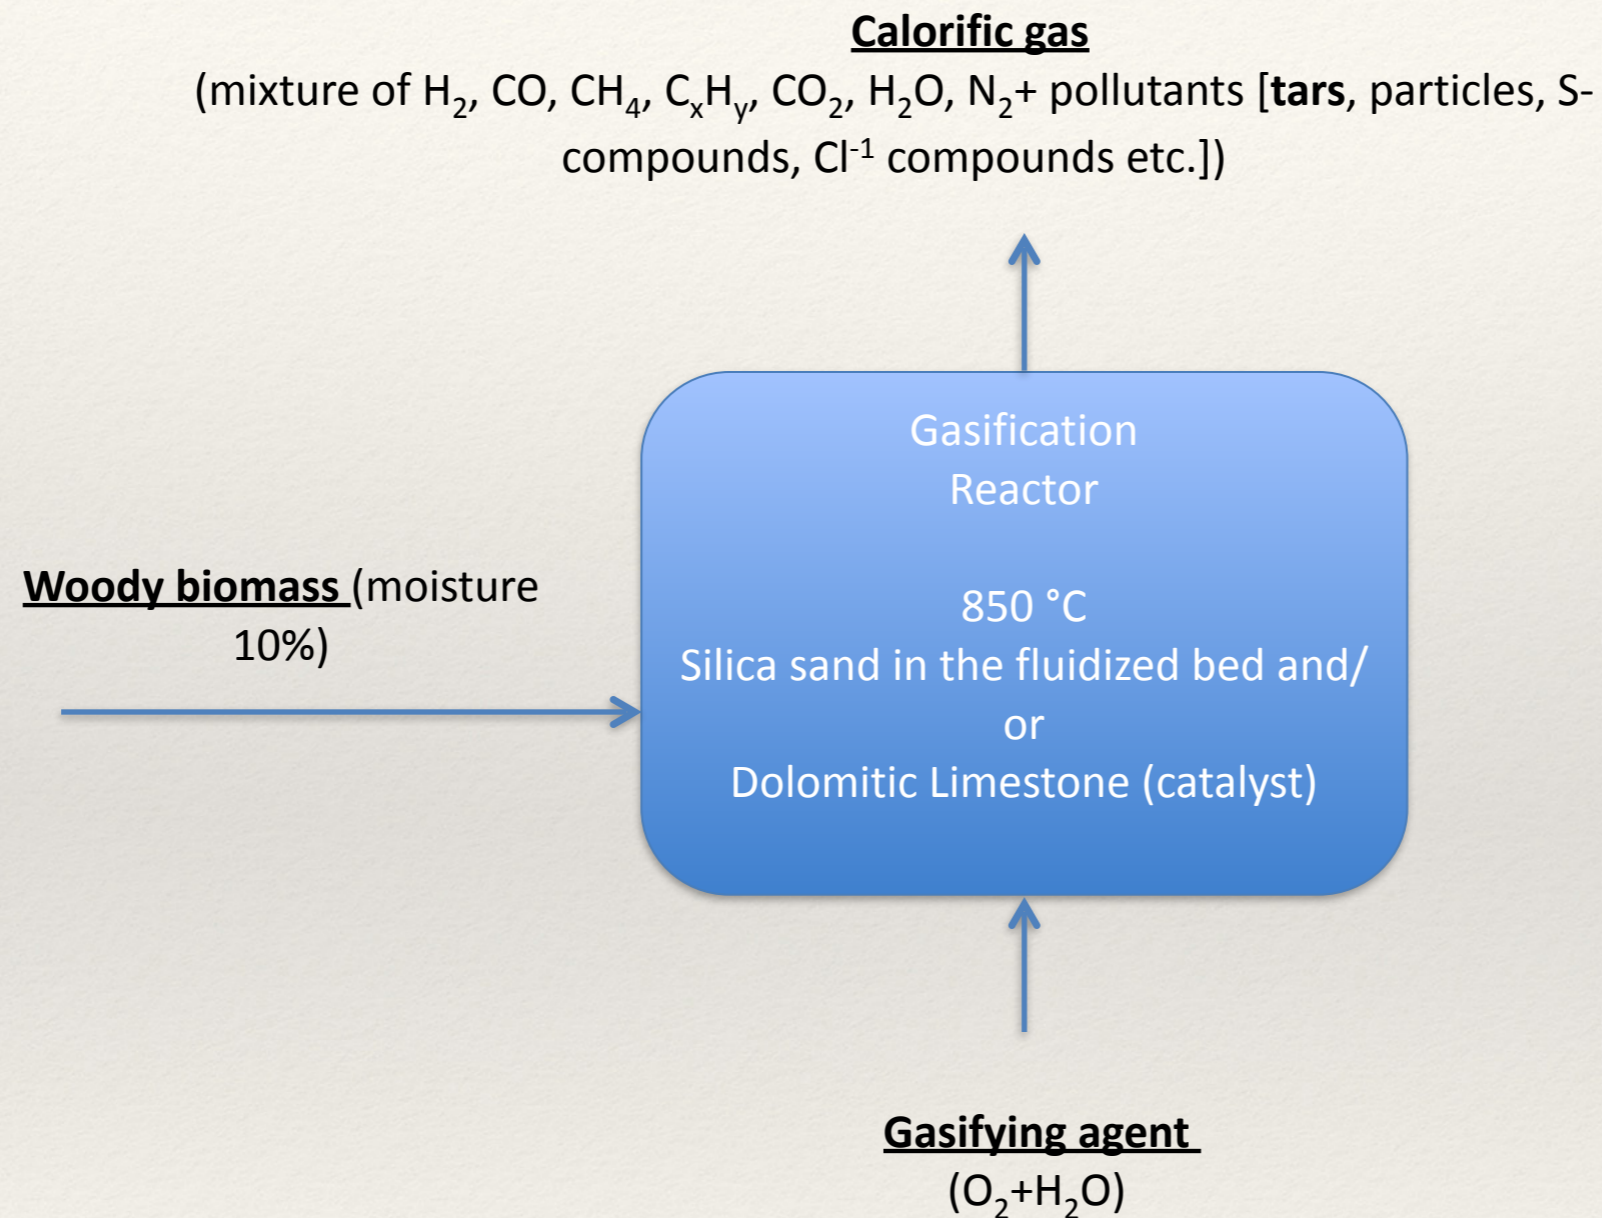 Calorific gas
(mixture of H₂, CO, CH₄, CₓHᵧ, CO₂, H₂O, N₂+ pollutants [tars, particles, S-
compounds, Cl⁻¹ compounds etc.])
Gasification
Reactor
850 °C
Silica sand in the fluidized bed and/
or
Dolomitic Limestone (catalyst)
Woody biomass (moisture
10%)
Gasifying agent
(O₂+H₂O)